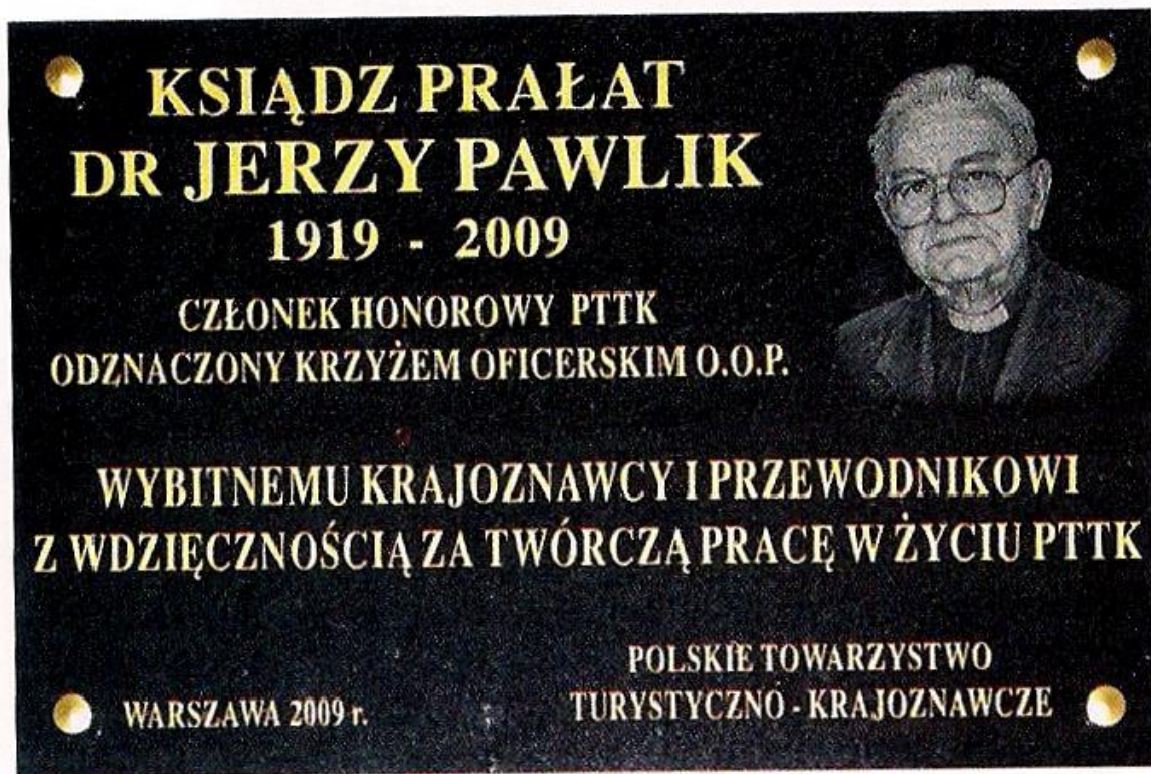 KSIĄDZ PRAŁAT
DR JERZY PAWLIK
1919 - 2009
CZŁONEK HONOROWY PTTK
ODZNACZONY KRZYŻEM OFICERSKIM O.O.P.
WYBITNEMU KRAJOZNAWCY I PRZEWODNIKOWI
Z WDZIĘCZNOŚCIĄ ZA TWÓRCZĄ PRACĘ W ŻYCIU PTTK
POLSKIE TOWARZYSTWO
TURYSTYCZNO - KRAJOZNAWCZE
WARSZAWA 2009 r.